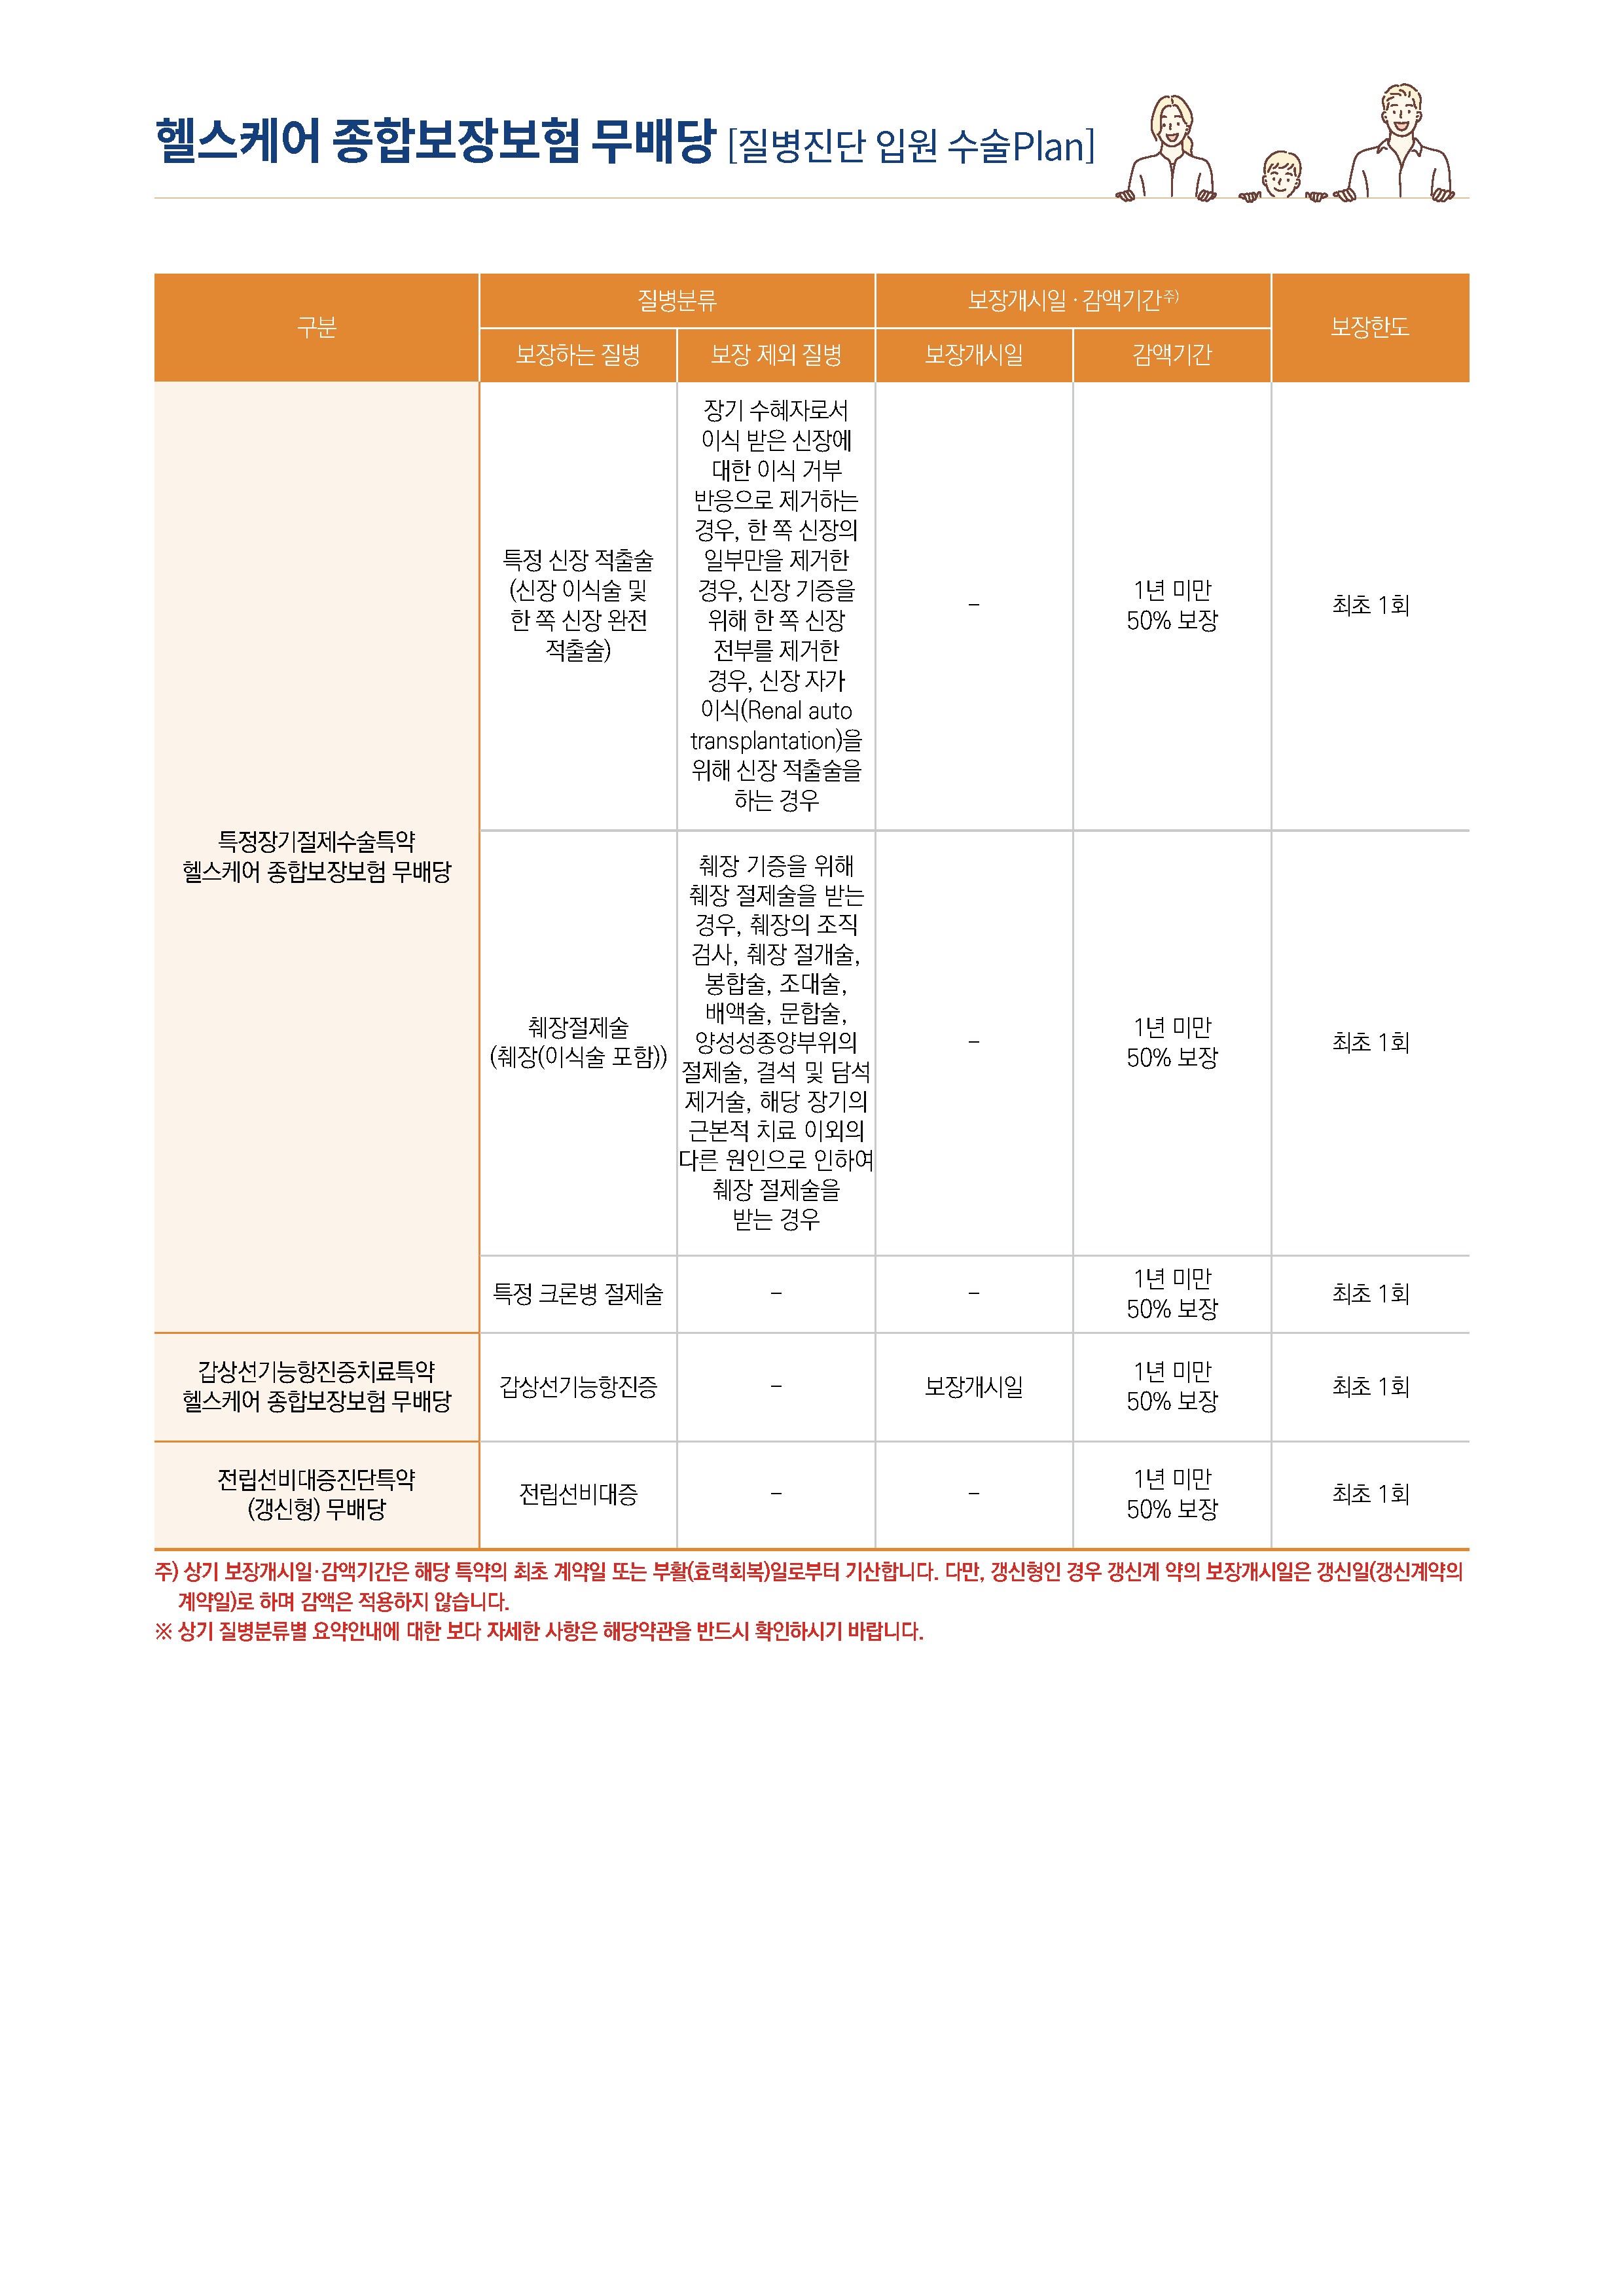 헬스케어 종합보장보험 무배당 [질병진단 입원 수술Plan]
구분
질병분류
보장개시일 · 감액기간주)
보장한도
보장하는 질병
보장 제외 질병
보장개시일
감액기간
특정장기절제수술특약
헬스케어 종합보장보험 무배당
특정 신장 적출술
(신장 이식술 및
한 쪽 신장 완전
적출술)
장기 수혜자로서
이식 받은 신장에
대한 이식 거부
반응으로 제거하는
경우, 한 쪽 신장의
일부만을 제거한
경우, 신장 기증을
위해 한 쪽 신장
전부를 제거한
경우, 신장 자가
이식(Renal auto
transplantation)을
위해 신장 적출술을
하는 경우
–
1년 미만
50% 보장
최초 1회
췌장절제술
(췌장(이식술 포함))
췌장 기증을 위해
췌장 절제술을 받는
경우, 췌장의 조직
검사, 췌장 절개술,
봉합술, 조대술,
배액술, 문합술,
양성성종양부위의
절제술, 결석 및 담석
제거술, 해당 장기의
근본적 치료 이외의
다른 원인으로 인하여
췌장 절제술을
받는 경우
–
1년 미만
50% 보장
최초 1회
특정 크론병 절제술
–
–
1년 미만
50% 보장
최초 1회
갑상선기능항진증치료특약
헬스케어 종합보장보험 무배당
갑상선기능항진증
–
보장개시일
1년 미만
50% 보장
최초 1회
전립선비대증진단특약
(갱신형) 무배당
전립선비대증
–
–
1년 미만
50% 보장
최초 1회
주) 상기 보장개시일·감액기간은 해당 특약의 최초 계약일 또는 부활(효력회복)일로부터 기산합니다. 다만, 갱신형인 경우 갱신계 약의 보장개시일은 갱신일(갱신계약의
계약일)로 하며 감액은 적용하지 않습니다.
※ 상기 질병분류별 요약안내에 대한 보다 자세한 사항은 해당약관을 반드시 확인하시기 바랍니다.